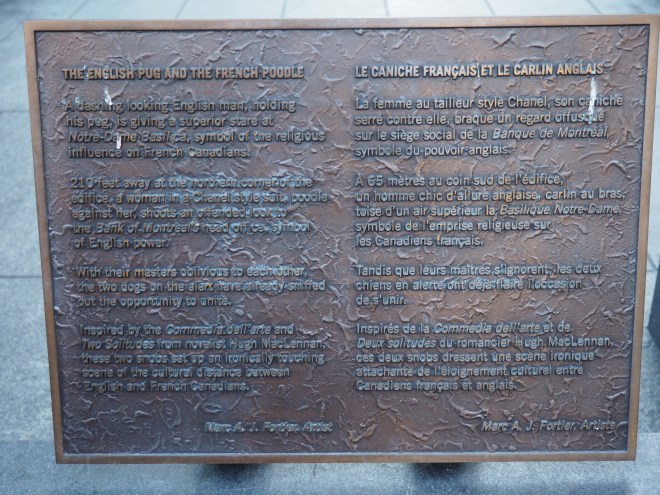 THE ENGLISH PUG AND THE FRENCH POODLE
A dashing looking English man, holding
his pug, is giving a superior stare at
Notre-Dame Basilica, symbol of the religious
influence on French Canadians.
210 feet away at the northern corner of the
edifice, a woman in a Chanel style suit, poodle
against her, shoots an offended look to
the Bank of Montreal's head office, symbol
of English power.
With their masters oblivious to each other,
the two dogs on the alert have already sniffed
out the opportunity to unite.
Inspired by the Commedia dell'arte and
Two Solitudes from novelist Hugh MacLennan,
these two snobs set up an ironically touching
scene of the cultural distance between
English and French Canadians.
Marc A. J. Fortier, Artist
LE CANICHE FRANÇAIS ET LE CARLIN ANGLAIS
La femme au tailleur style Chanel, son caniche
serré contre elle, braque un regard offusqué
sur le siège social de la Banque de Montréal,
symbole du pouvoir anglais.
À 65 mètres au coin sud de l'édifice,
un homme chic d'allure anglaise, carlin au bras,
toise d'un air supérieur la Basilique Notre-Dame,
symbole de l'emprise religieuse sur
les Canadiens français.
Tandis que leurs maîtres s'ignorent, les deux
chiens en alerte ont déjà flairé l'occasion
de s'unir.
Inspirés de la Commedia dell'arte et de
Deux solitudes du romancier Hugh MacLennan,
ces deux snobs dressent une scène ironique
attachante de l'éloignement culturel entre
Canadiens français et anglais.
Marc A. J. Fortier, Artiste